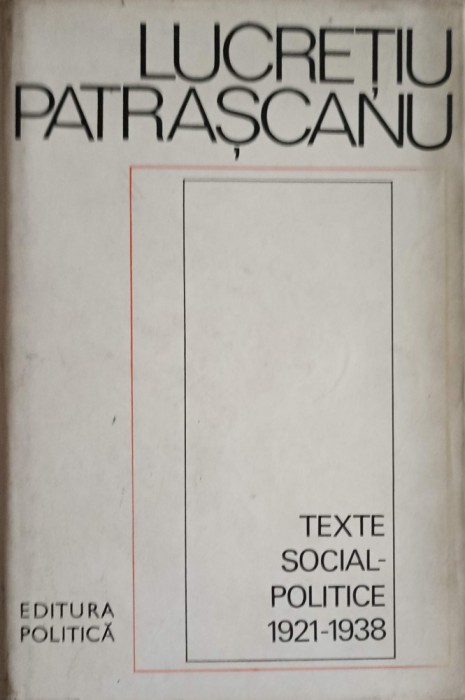 LUCREȚIU
PATRAȘCANU
TEXTE
SOCIAL-
POLITICE
1921-1938
EDITURA
POLITICĂ